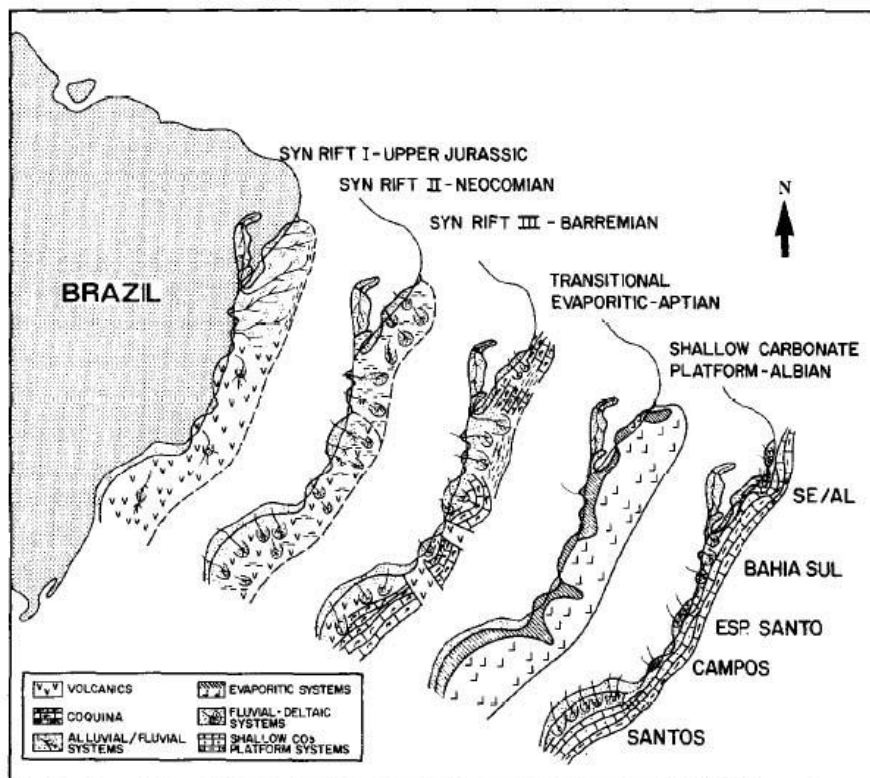 SYN RIFT I-UPPER JURASSIC
SYN RIFT II-NEOCOMIAN
SYN RIFT III - BARREMIAN
N
TRANSITIONAL
EVAPORITIC-APTIAN
BRAZIL
SHALLOW CARBONATE
PLATFORM-ALBIAN
SE/AL
BAHIA SUL
ESP. SANTO
CAMPOS
SANTOS
VOLCANICS
COQUINA
ALLUVIAL/FLUVIAL
SYSTEMS
EVAPORITIC SYSTEMS
FLUVIAL-DELTAIC
SYSTEMS
SHALLOW CO3
PLATFORM SYSTEMS